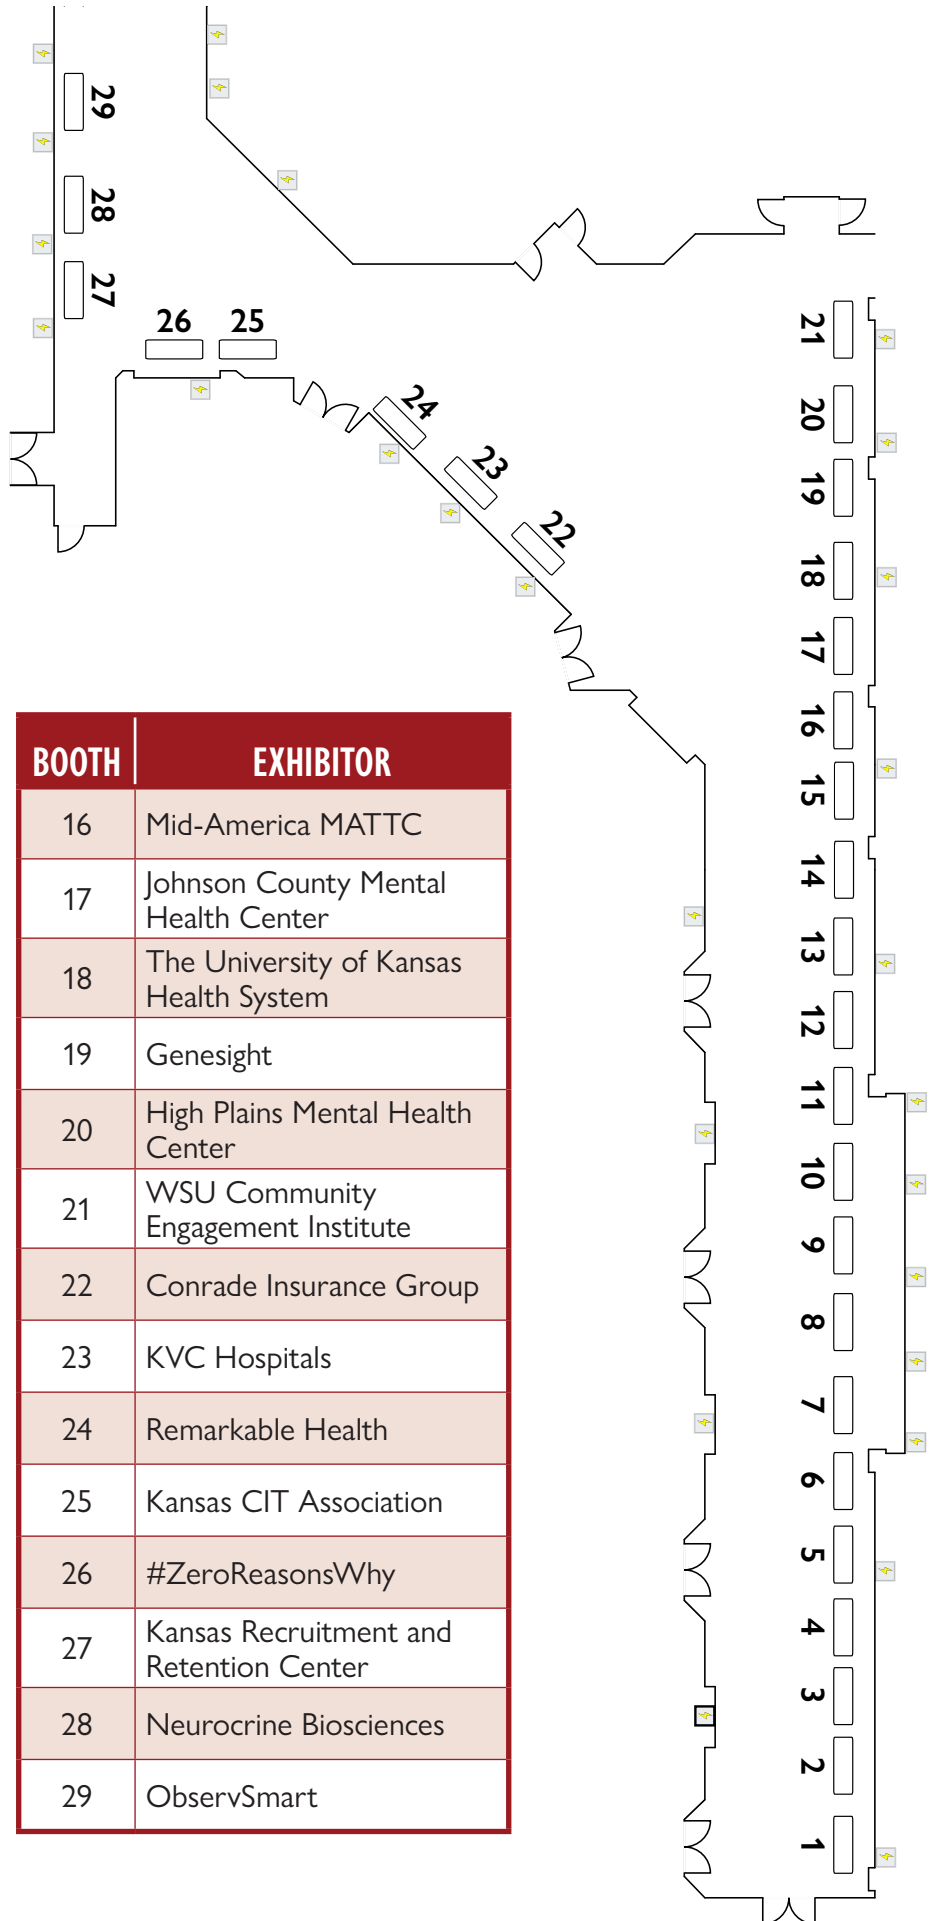 29
28
27
26 25
24
23
22
21
20
19
18
17
16
15
14
13
12
11
10
9
8
7
6
5
4
3
2
1
BOOTH EXHIBITOR
16 Mid-America MATTC
17 Johnson County Mental
Health Center
18 The University of Kansas
Health System
19 Genesight
20 High Plains Mental Health
Center
21 WSU Community
Engagement Institute
22 Conrade Insurance Group
23 KVC Hospitals
24 Remarkable Health
25 Kansas CIT Association
26 #ZeroReasonsWhy
27 Kansas Recruitment and
Retention Center
28 Neurocrine Biosciences
29 ObservSmart